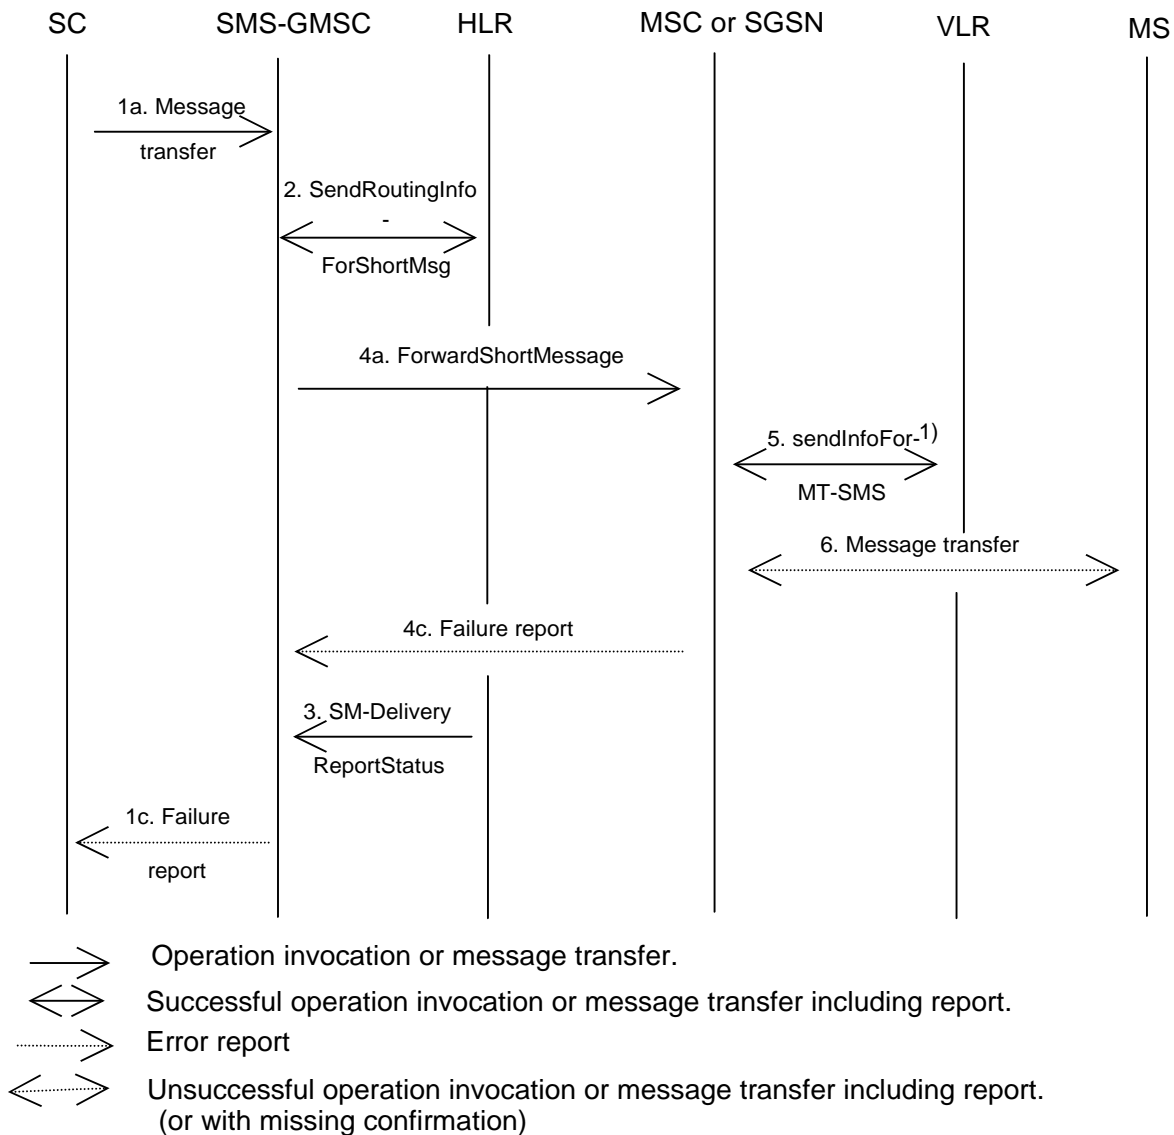 SC SMS-GMSC HLR MSC or SGSN VLR MS
1a. Message
transfer
2. SendRoutingInfo
-
ForShortMsg
4a. ForwardShortMessage
5. sendInfoFor-1)
MT-SMS
6. Message transfer
4c. Failure report
3. SM-Delivery
ReportStatus
1c. Failure
report
Operation invocation or message transfer.
Successful operation invocation or message transfer including report.
Error report
Unsuccessful operation invocation or message transfer including report.
(or with missing confirmation)